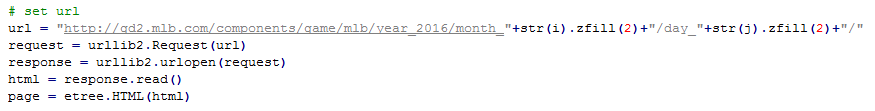 # set url
url = "http://gd2.mlb.com/components/game/mlb/year_2016/month_"+str(i).zfill(2)+"/day_"+str(j).zfill(2)+"/"
request = urllib2.Request(url)
response = urllib2.urlopen(request)
html = response.read()
page = etree.HTML(html)